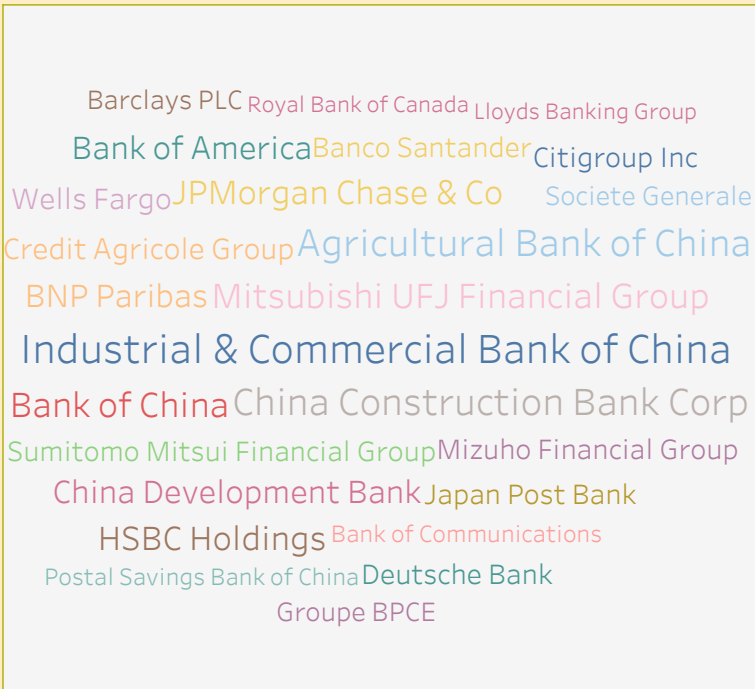 Barclays PLC Royal Bank of Canada Lloyds Banking Group
Bank of America Banco Santander Citigroup Inc
Wells Fargo JPMorgan Chase & Co Societe Generale
Credit Agricole Group Agricultural Bank of China
BNP Paribas Mitsubishi UFJ Financial Group
Industrial & Commercial Bank of China
Bank of China China Construction Bank Corp
Sumitomo Mitsui Financial Group Mizuho Financial Group
China Development Bank Japan Post Bank
HSBC Holdings Bank of Communications
Postal Savings Bank of China Deutsche Bank
Groupe BPCE